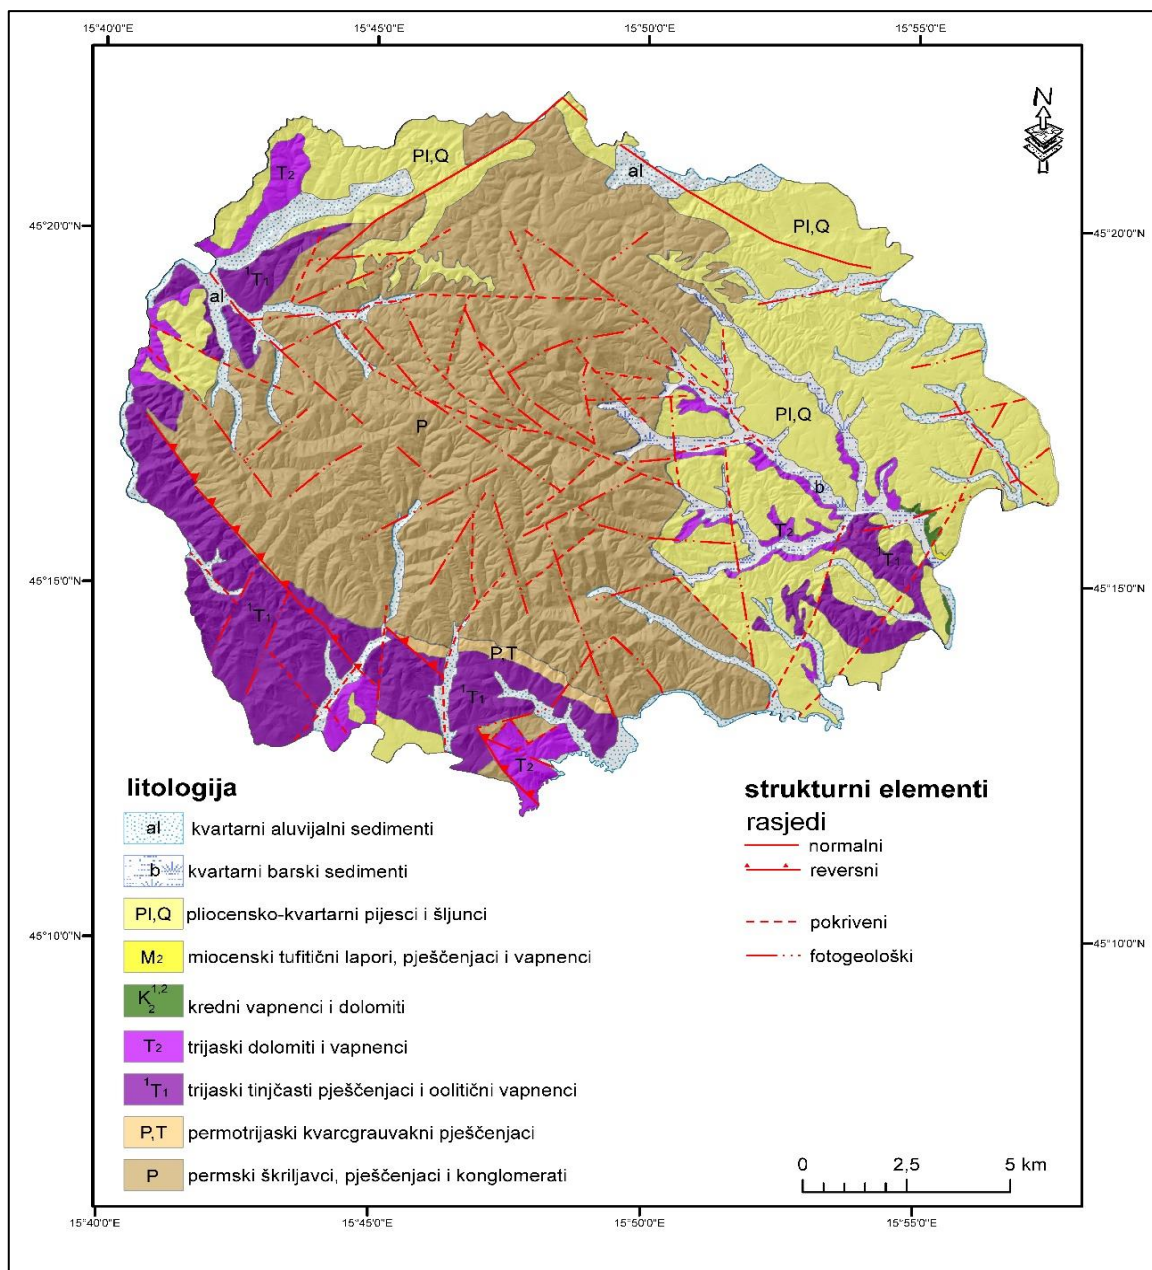 15°40'0"E 15°45'0"E 15°50'0"E 15°55'0"E
N
Pl,Q
T2
al
45°20'0"N 45°20'0"N
Pl,Q
1T1
al
Pl,Q
P
b
T2
1T1
45°15'0"N 45°15'0"N
1T1
P,T
1T1
T2
litologija
al kvartarni aluvijalni sedimenti
b kvartarni barski sedimenti
Pl,Q pliocensko-kvartarni pijesci i šljunci
M2 miocenski tufitični lapori, pješčenjaci i vapnenci
K2 1,2 kredni vapnenci i dolomiti
T2 trijaski dolomiti i vapnenci
1T1 trijaski tinjčasti pješčenjaci i oolitični vapnenci
P,T permotrijaski kvarcgrauvakni pješčenjaci
P permski škriljavci, pješčenjaci i konglomerati
strukturni elementi
rasjedi
normalni
reversni
pokriveni
fotogeološki
45°10'0"N 45°10'0"N
0 2,5 5 km
15°40'0"E 15°45'0"E 15°50'0"E 15°55'0"E